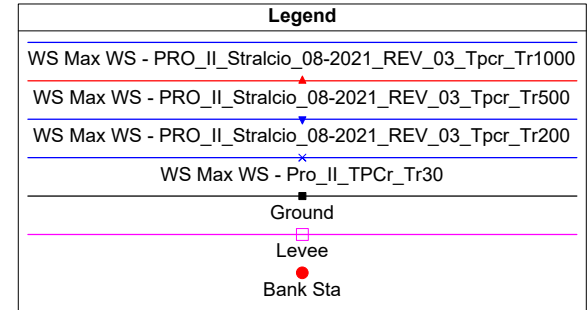 Legend
WS Max WS - PRO_II_Stralcio_08-2021_REV_03_Tpcr_Tr1000
WS Max WS - PRO_II_Stralcio_08-2021_REV_03_Tpcr_Tr500
WS Max WS - PRO_II_Stralcio_08-2021_REV_03_Tpcr_Tr200
WS Max WS - Pro_II_TPCr_Tr30
Ground
Levee
Bank Sta